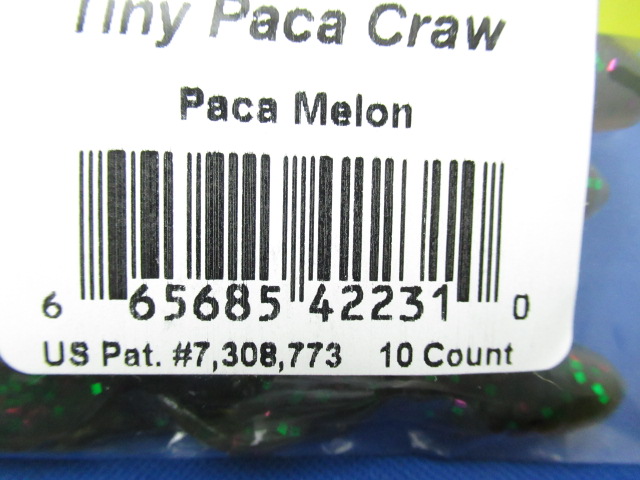 Tiny Paca Craw
Paca Melon
6 65685 42231 0
US Pat. #7,308,773 10 Count